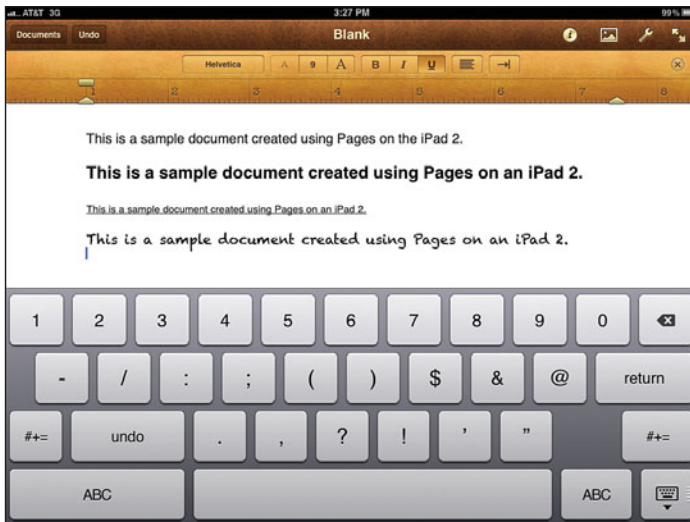 AT&T 3G 3:27 PM 99%
Documents Undo Blank
Helvetica A 9 A B I U
1 2 3 4 5 6 7 8
This is a sample document created using Pages on the iPad 2.
This is a sample document created using Pages on an iPad 2.
This is a sample document created using Pages on an iPad 2.
This is a sample document created using Pages on an iPad 2.
1 2 3 4 5 6 7 8 9 0
- / : ; ( ) $ & @ return
#+= undo . , ? ! ' " #+=
ABC ABC